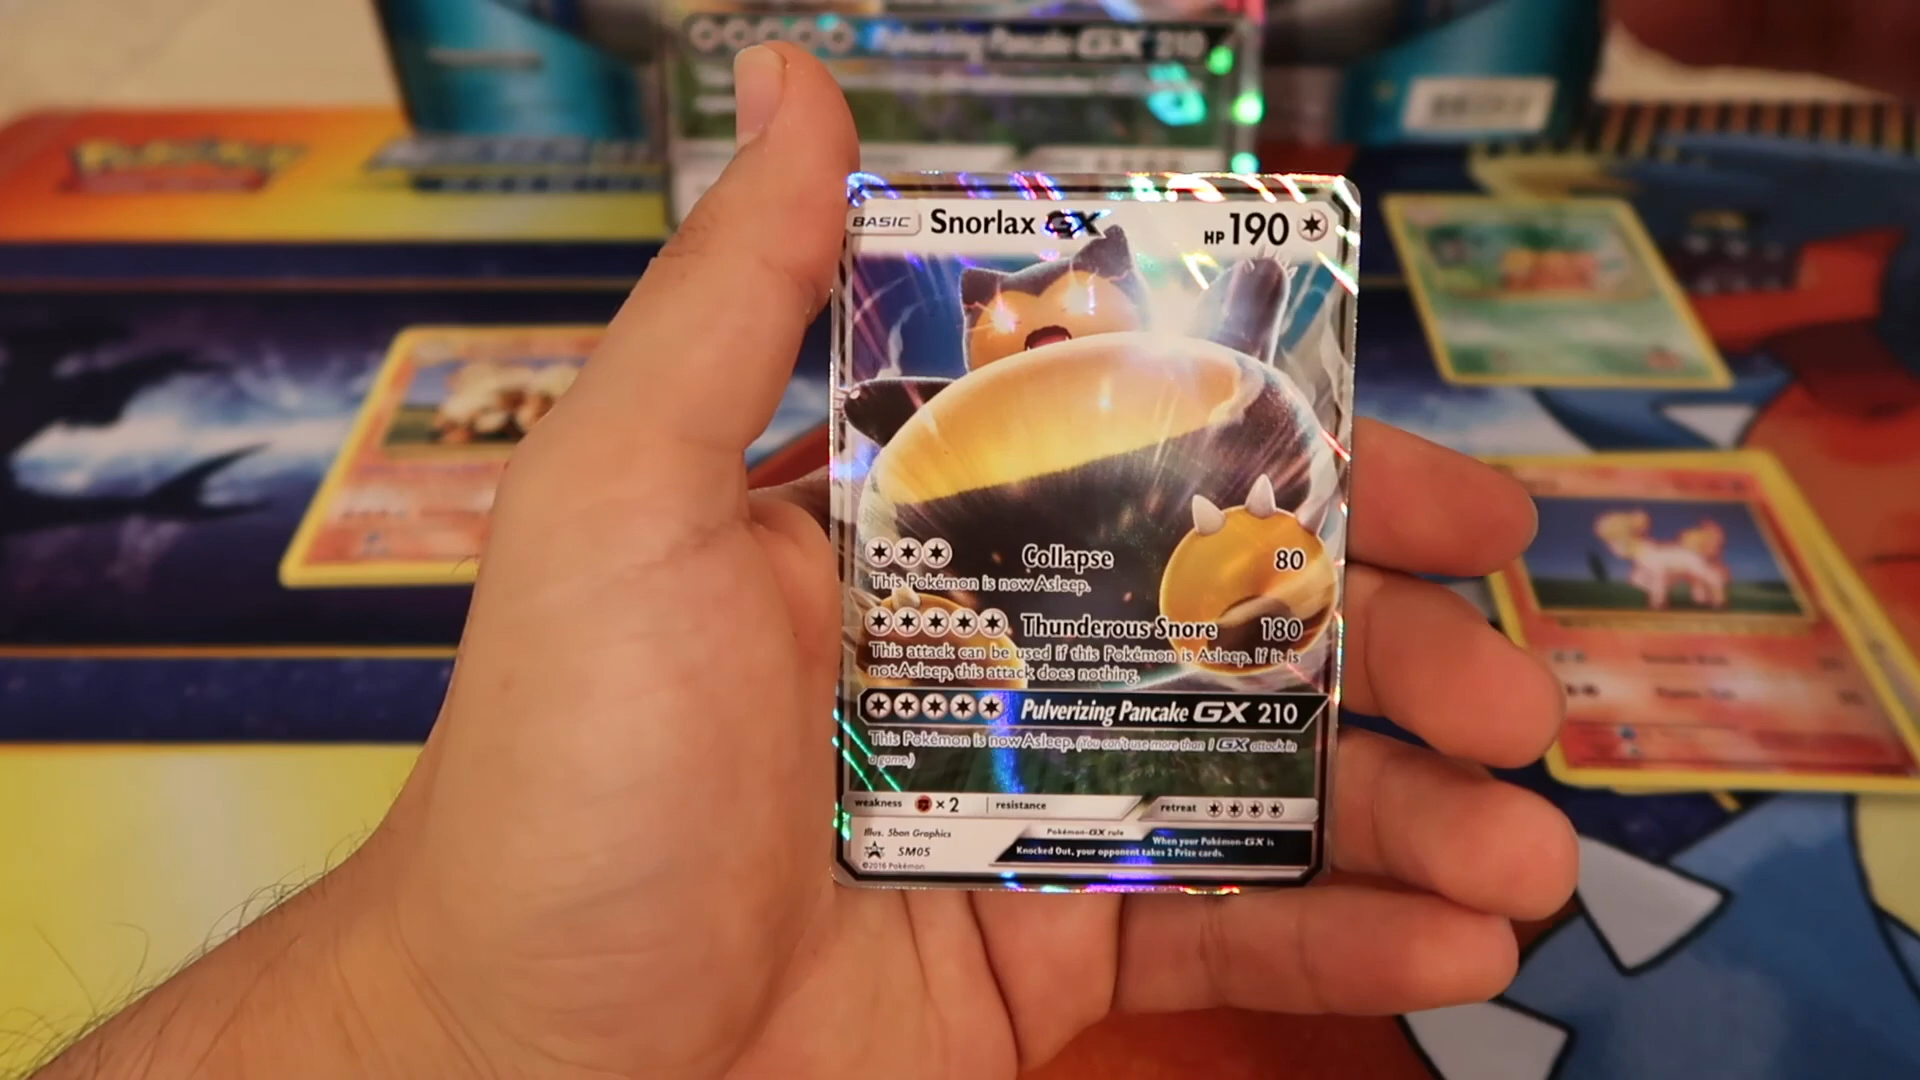 Pulverizing Pancake GX 210
Pokémon
BASIC Snorlax GX HP 190
Collapse 80
This Pokémon is now Asleep.
Thunderous Snore 180
This attack can be used if this Pokémon is Asleep. If it is
not Asleep, this attack does nothing.
Pulverizing Pancake GX 210
This Pokémon is now Asleep. (You can't use more than 1 GX attack in
a game.)
weakness × 2 resistance retreat
Illus. 5ban Graphics
Pokémon-GX rule
When your Pokémon-GX is
Knocked Out, your opponent takes 2 Prize cards.
SM05
©2016 Pokémon